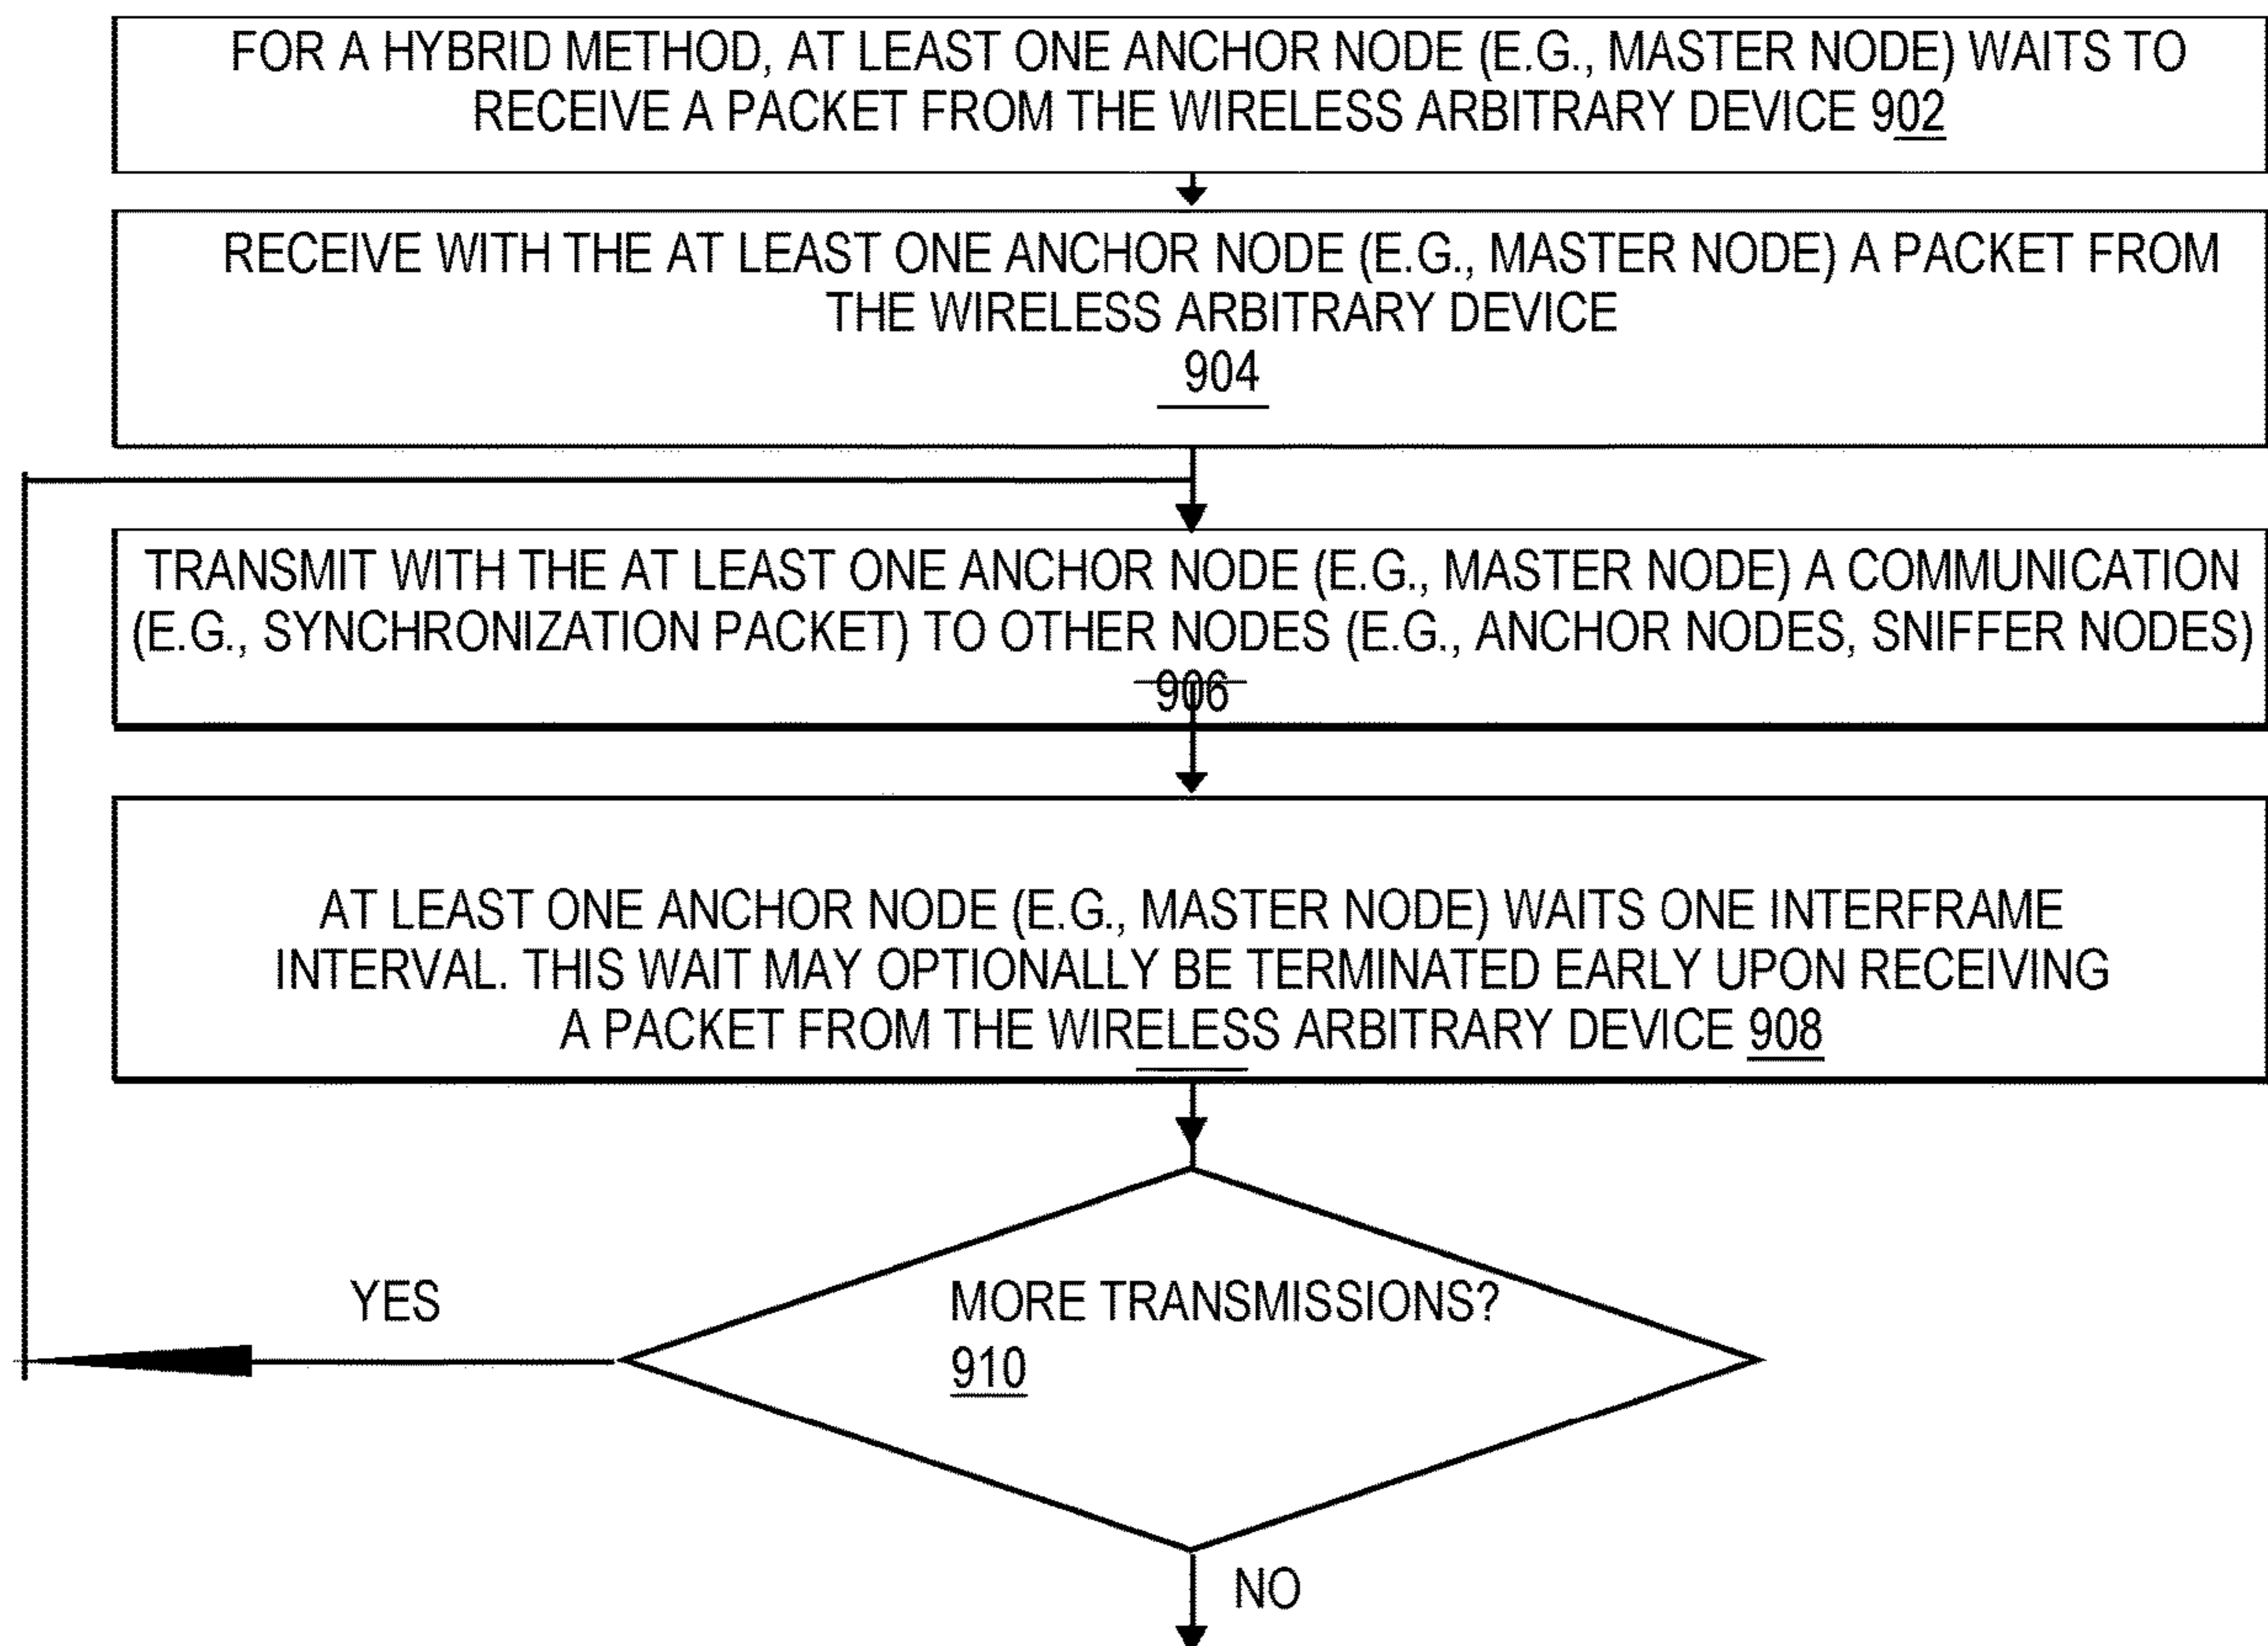 FOR A HYBRID METHOD, AT LEAST ONE ANCHOR NODE (E.G., MASTER NODE) WAITS TO
RECEIVE A PACKET FROM THE WIRELESS ARBITRARY DEVICE 902
RECEIVE WITH THE AT LEAST ONE ANCHOR NODE (E.G., MASTER NODE) A PACKET FROM
THE WIRELESS ARBITRARY DEVICE
904
TRANSMIT WITH THE AT LEAST ONE ANCHOR NODE (E.G., MASTER NODE) A COMMUNICATION
(E.G., SYNCHRONIZATION PACKET) TO OTHER NODES (E.G., ANCHOR NODES, SNIFFER NODES)
906
AT LEAST ONE ANCHOR NODE (E.G., MASTER NODE) WAITS ONE INTERFRAME
INTERVAL. THIS WAIT MAY OPTIONALLY BE TERMINATED EARLY UPON RECEIVING
A PACKET FROM THE WIRELESS ARBITRARY DEVICE 908
YES
MORE TRANSMISSIONS?
910
NO